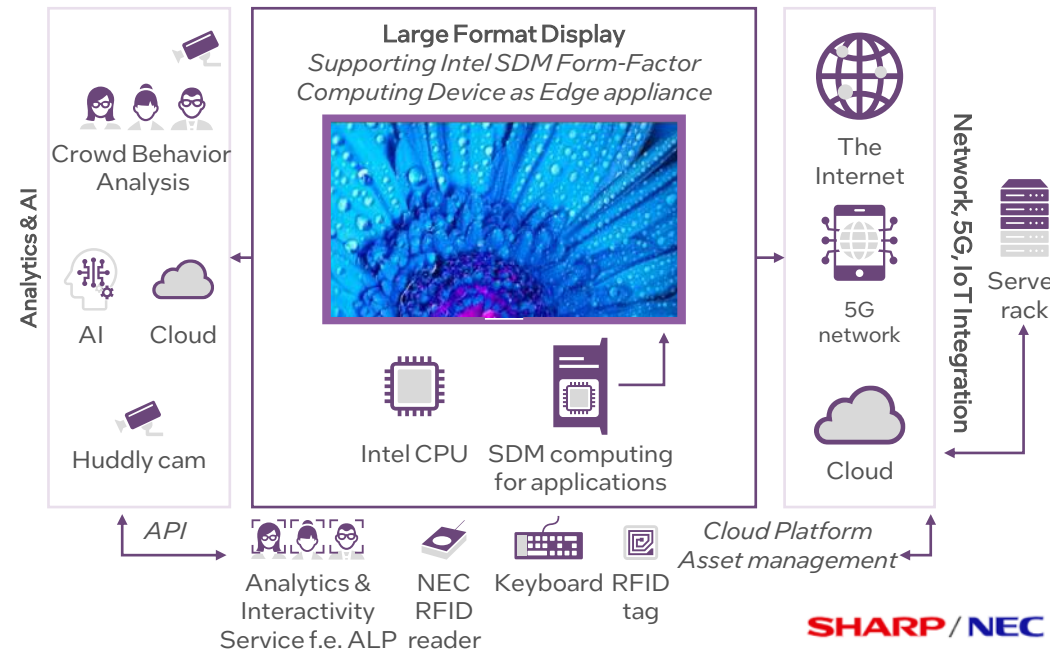 Large Format Display
Supporting Intel SDM Form-Factor
Computing Device as Edge appliance
Analytics & AI
Crowd Behavior
Analysis
AI
Cloud
Huddly cam
Intel CPU
SDM computing
for applications
The
Internet
5G
network
Cloud
Network, 5G, IoT Integration
Serve
rack
API
Analytics &
Interactivity
Service f.e. ALP
NEC
RFID
reader
Keyboard
RFID
tag
Cloud Platform
Asset management
SHARP/NEC